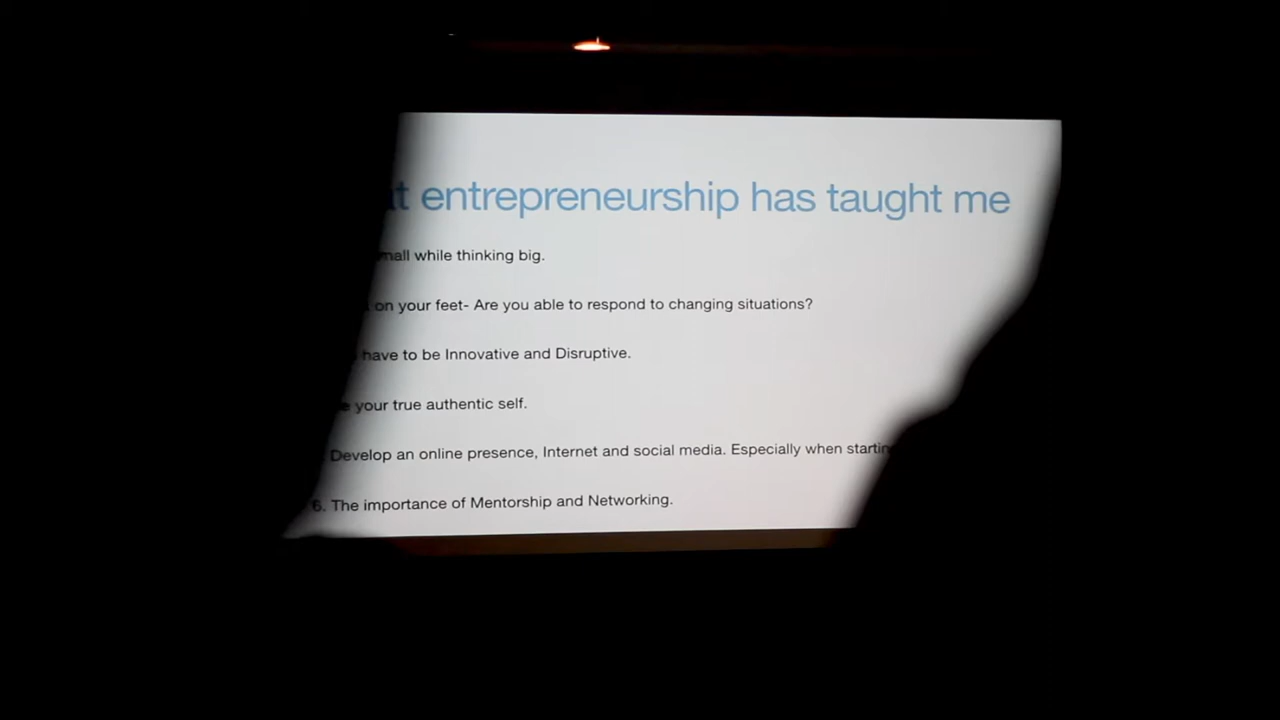 entrepreneurship has taught me
while thinking big.
on your feet- Are you able to respond to changing situations?
have to be Innovative and Disruptive.
your true authentic self.
Develop an online presence, Internet and social media. Especially when
6. The importance of Mentorship and Networking.